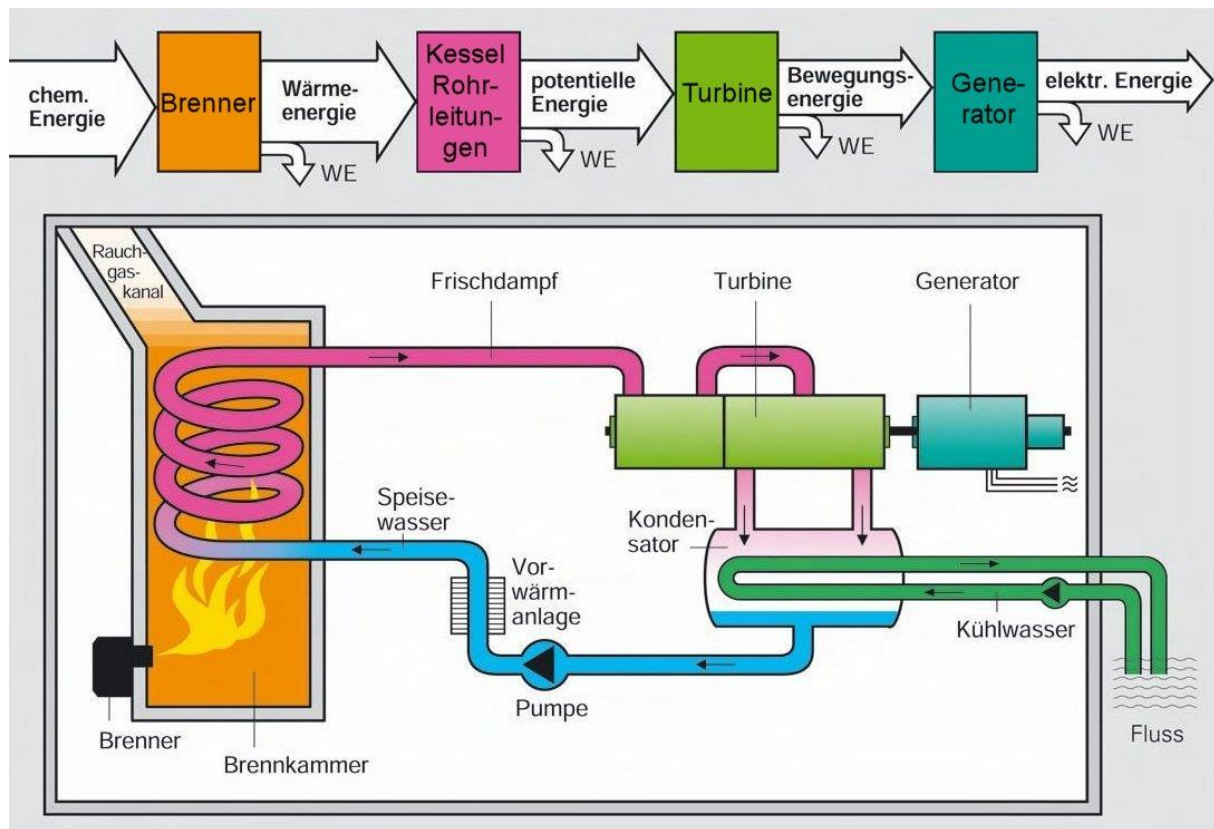 chem.
Energie
Brenner
Wärme-
energie
WE
Kessel
Rohr-
leitun-
gen
potentielle
Energie
WE
Turbine
Bewegungs-
energie
WE
Gene-
rator
elektr. Energie
WE
Rauch-
gas-
kanal
Frischdampf
Turbine
Generator
Speise-
wasser
Konden-
sator
Vor-
wärm-
anlage
Kühlwasser
Pumpe
Brenner
Brennkammer
Fluss